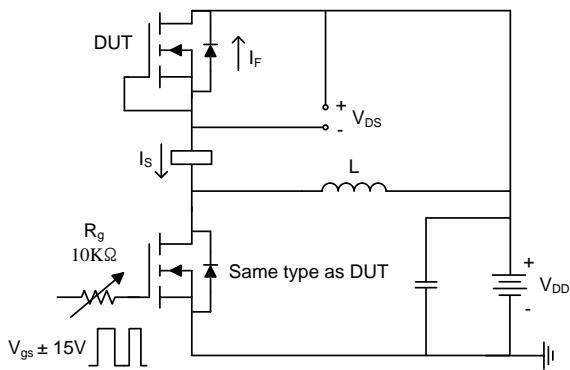 DUT
I_F
+
V_DS
-
I_S
L
R_g
10KΩ
Same type as DUT
+
V_DD
-
V_gs ± 15V